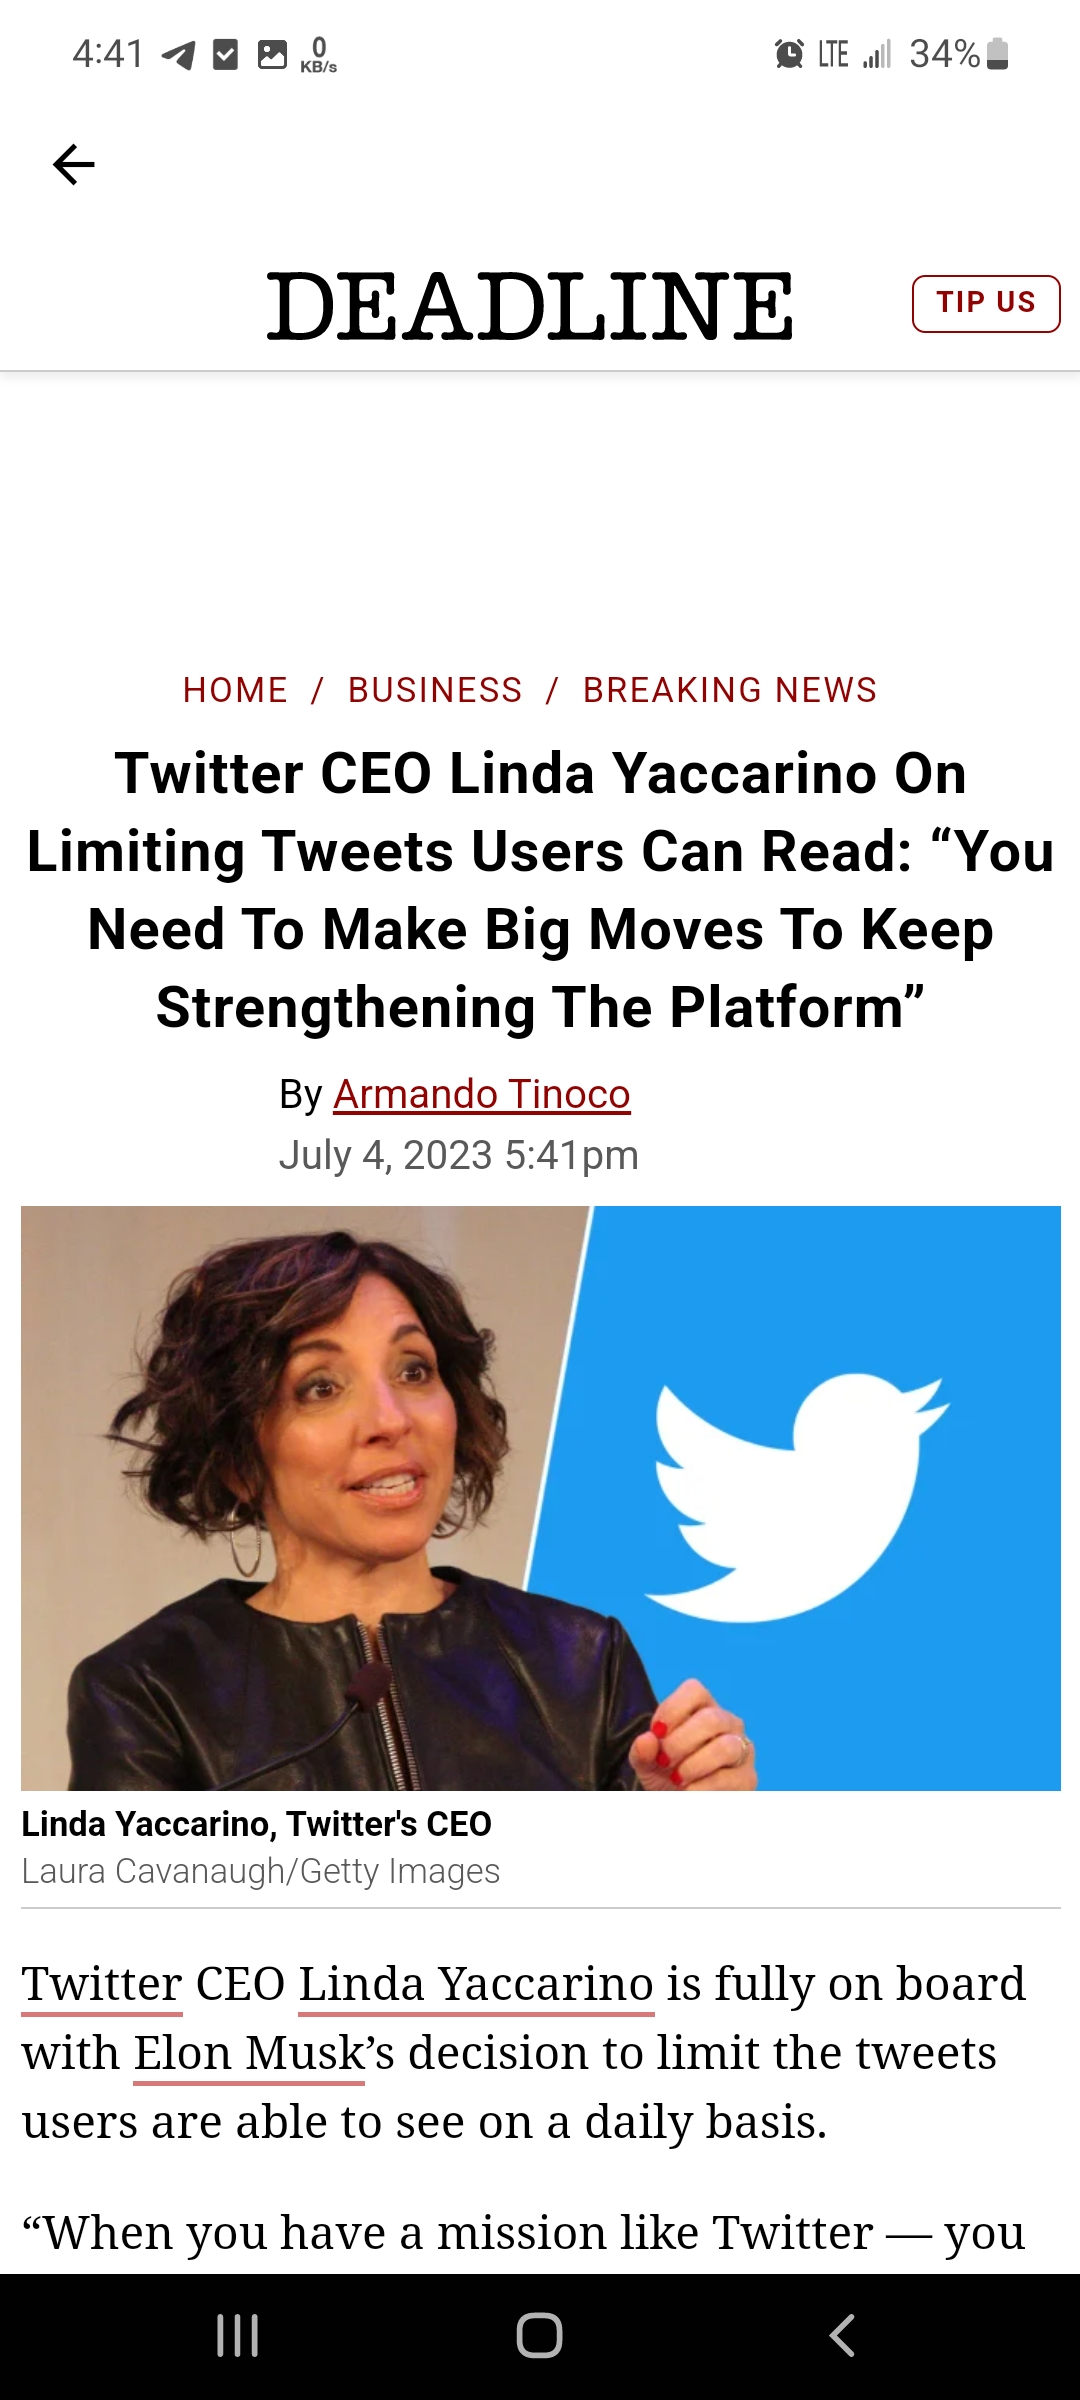 4:41
0
KB/s
LTE
34%
DEADLINE
TIP US
HOME / BUSINESS / BREAKING NEWS
Twitter CEO Linda Yaccarino On
Limiting Tweets Users Can Read: “You
Need To Make Big Moves To Keep
Strengthening The Platform”
By Armando Tinoco
July 4, 2023 5:41pm
Linda Yaccarino, Twitter's CEO
Laura Cavanaugh/Getty Images
Twitter CEO Linda Yaccarino is fully on board
with Elon Musk’s decision to limit the tweets
users are able to see on a daily basis.
“When you have a mission like Twitter — you